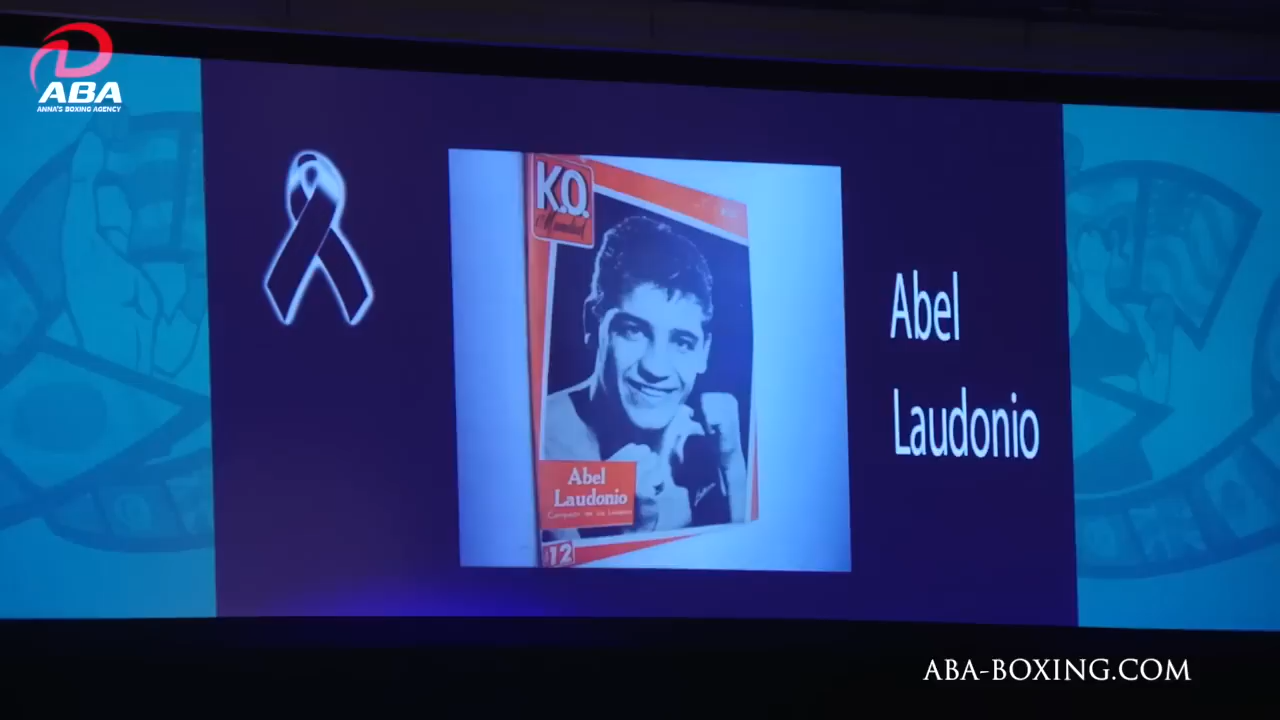 ABA
ANNA'S BOXING AGENCY
K.O.
Mundial
Abel
Laudonio
12
Abel
Laudonio
ABA-BOXING.COM